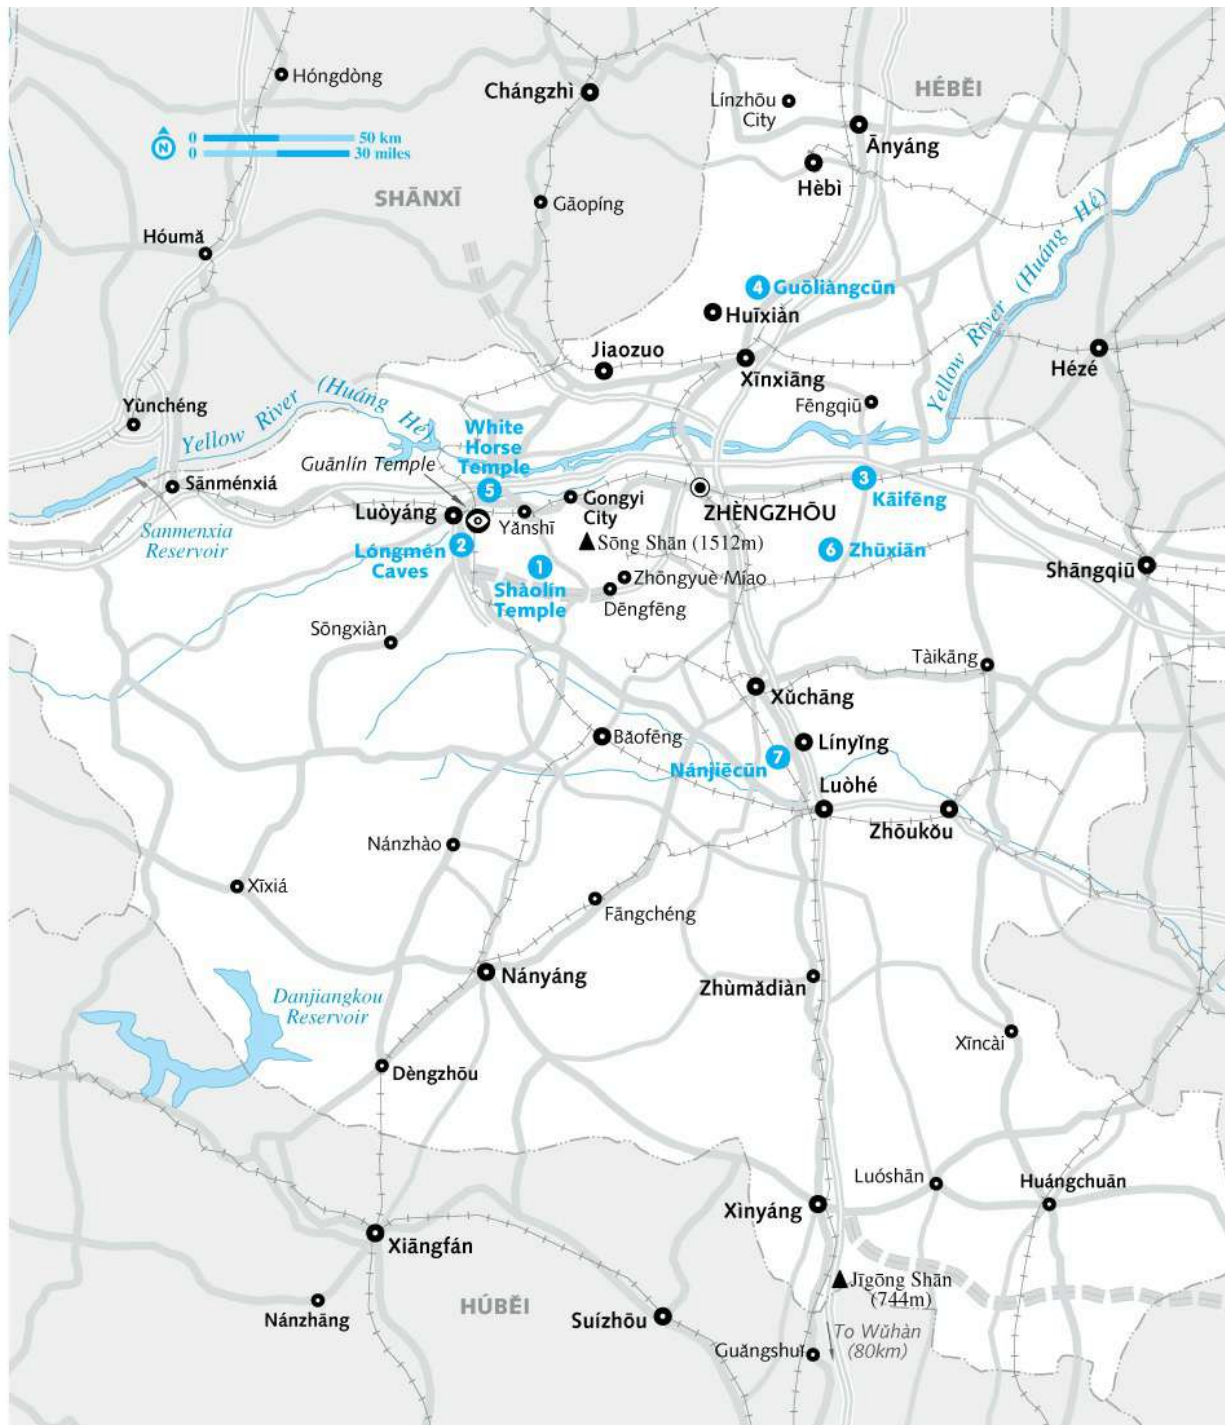 Hóngdòng
Chángzhì
Línzhōu
City
HÉBĚI
Ānyáng
0 50 km
0 30 miles
N
Hèbì
SHĀNXĪ
Gāopíng
Hóumǎ
Yellow River (Huáng Hé)
4 Guōliàngcūn
Huīxiàn
Jiaozuo
Xīnxiāng
Hézé
Fēngqiū
Yùnchéng
Yellow River (Huáng Hé)
White
Horse
Temple
5
Guānlín Temple
Sānménxiá
Sanmenxia
Reservoir
Luòyáng
Yǎnshī
Gongyi
City
ZHÈNGZHŌU
3
Kāifēng
2
Lóngmén
Caves
Sōng Shān (1512m)
6 Zhūxiān
1
Shàolín
Temple
Zhōngyuè Miào
Dēngfēng
Shāngqiū
Sōngxiàn
Tàikāng
Xǔchāng
Bǎofēng
Línyǐng
Nánjiēcūn 7
Luòhé
Zhōukǒu
Nánzhào
Xīxiá
Fāngchéng
Nányáng
Zhùmǎdiàn
Danjiangkou
Reservoir
Xīncài
Dèngzhōu
Luóshān
Huángchuān
Xìnyáng
Xiāngfán
Jīgōng Shān
(744m)
Nánzhāng
HÚBĚI
Suízhōu
To Wǔhàn
(80km)
Guǎngshuǐ